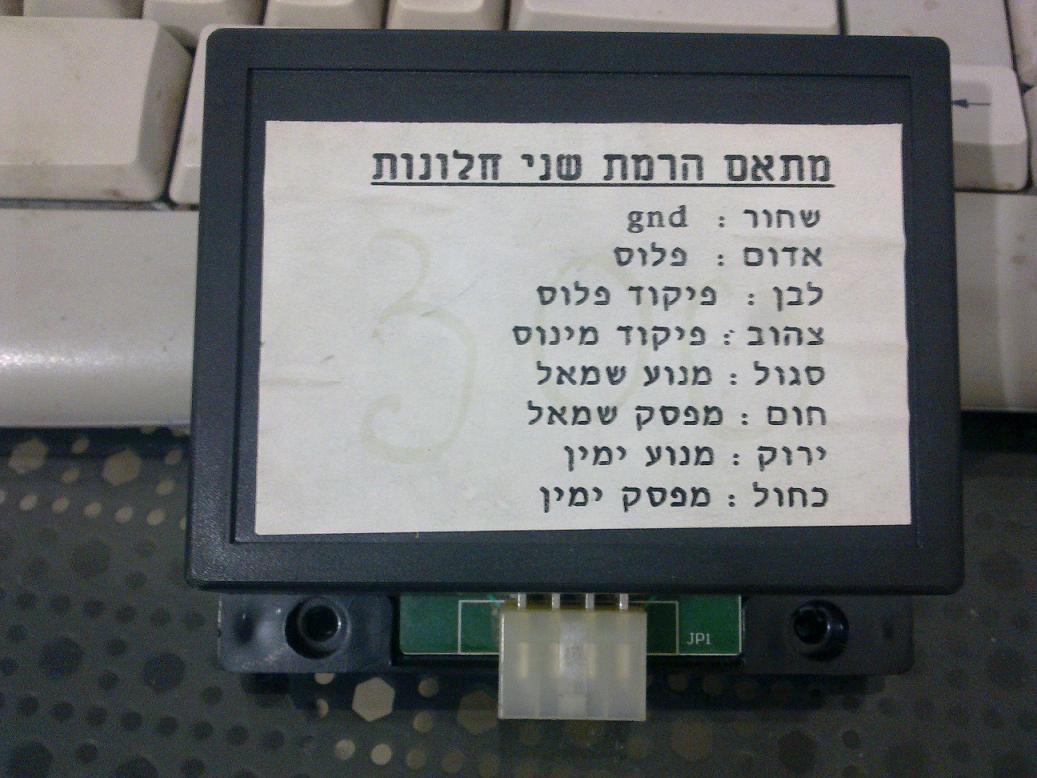 מתאם הרמת שני חלונות
שחור : gnd
אדום : פלוס
לבן : פיקוד פלוס
צהוב : פיקוד מינוס
סגול : מנוע שמאל
חום : מפסק שמאל
ירוק : מנוע ימין
כחול : מפסק ימין
JP1